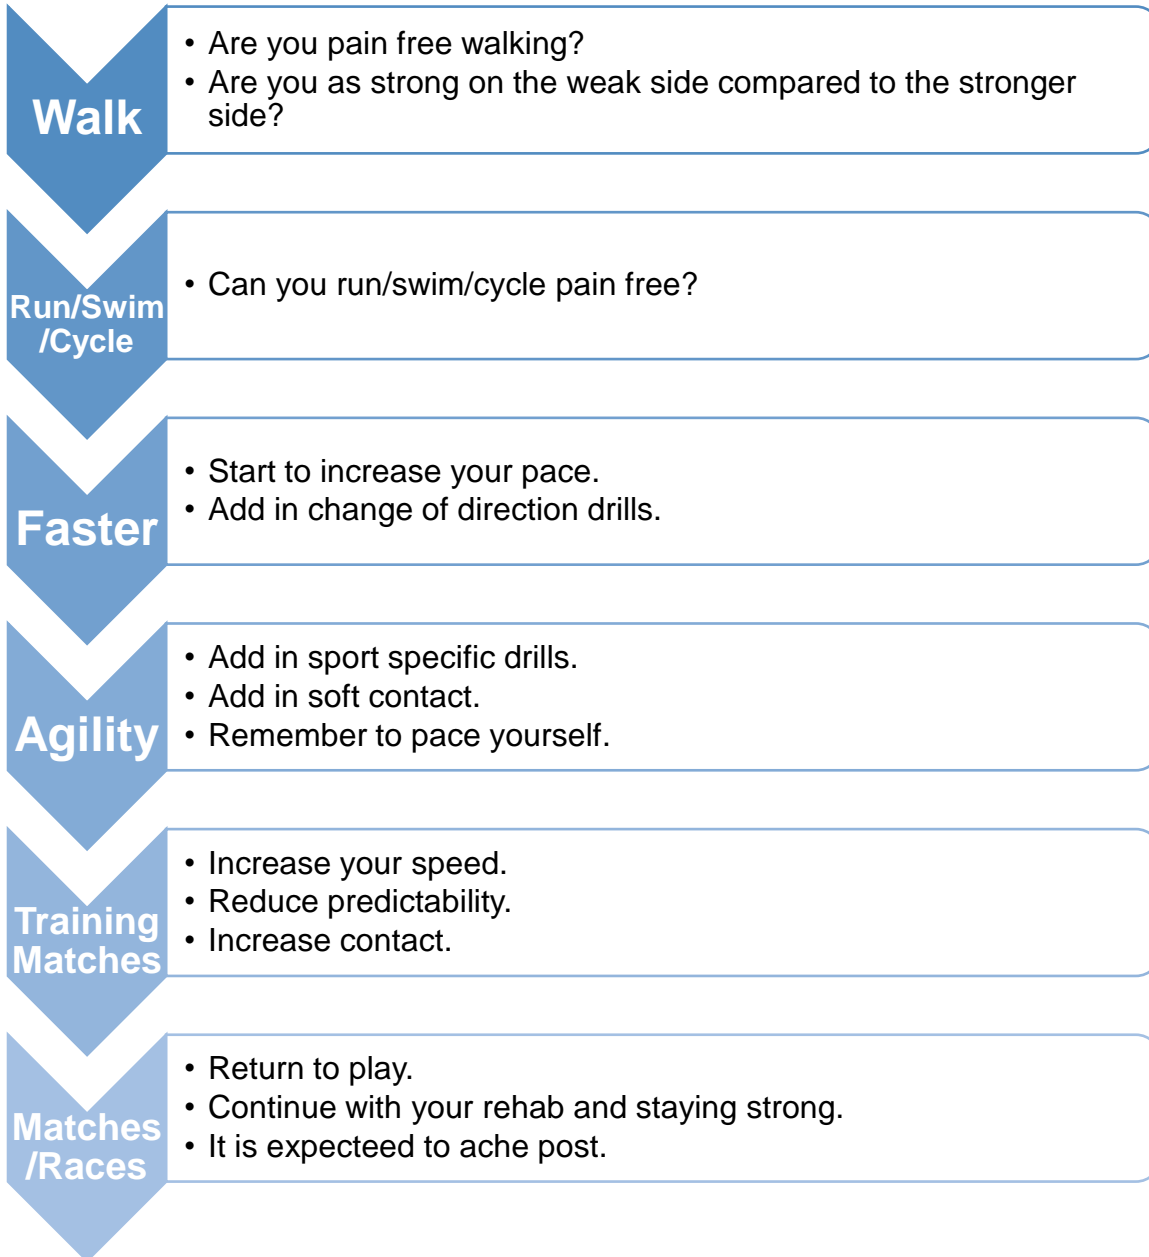 Walk
• Are you pain free walking?
• Are you as strong on the weak side compared to the stronger
side?
Run/Swim
/Cycle
• Can you run/swim/cycle pain free?
Faster
• Start to increase your pace.
• Add in change of direction drills.
Agility
• Add in sport specific drills.
• Add in soft contact.
• Remember to pace yourself.
Training
Matches
• Increase your speed.
• Reduce predictability.
• Increase contact.
Matches
/Races
• Return to play.
• Continue with your rehab and staying strong.
• It is expecteed to ache post.